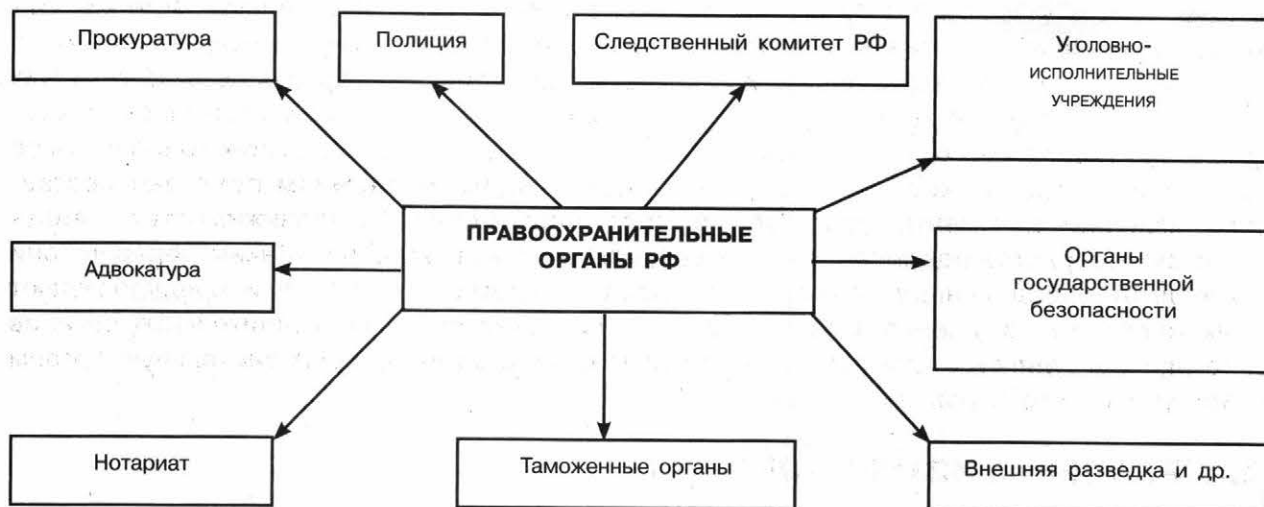 Прокуратура
Полиция
Следственный комитет РФ
Уголовно-
исполнительные
учреждения
ПРАВООХРАНИТЕЛЬНЫЕ
ОРГАНЫ РФ
Адвокатура
Органы
государственной
безопасности
Нотариат
Таможенные органы
Внешняя разведка и др.